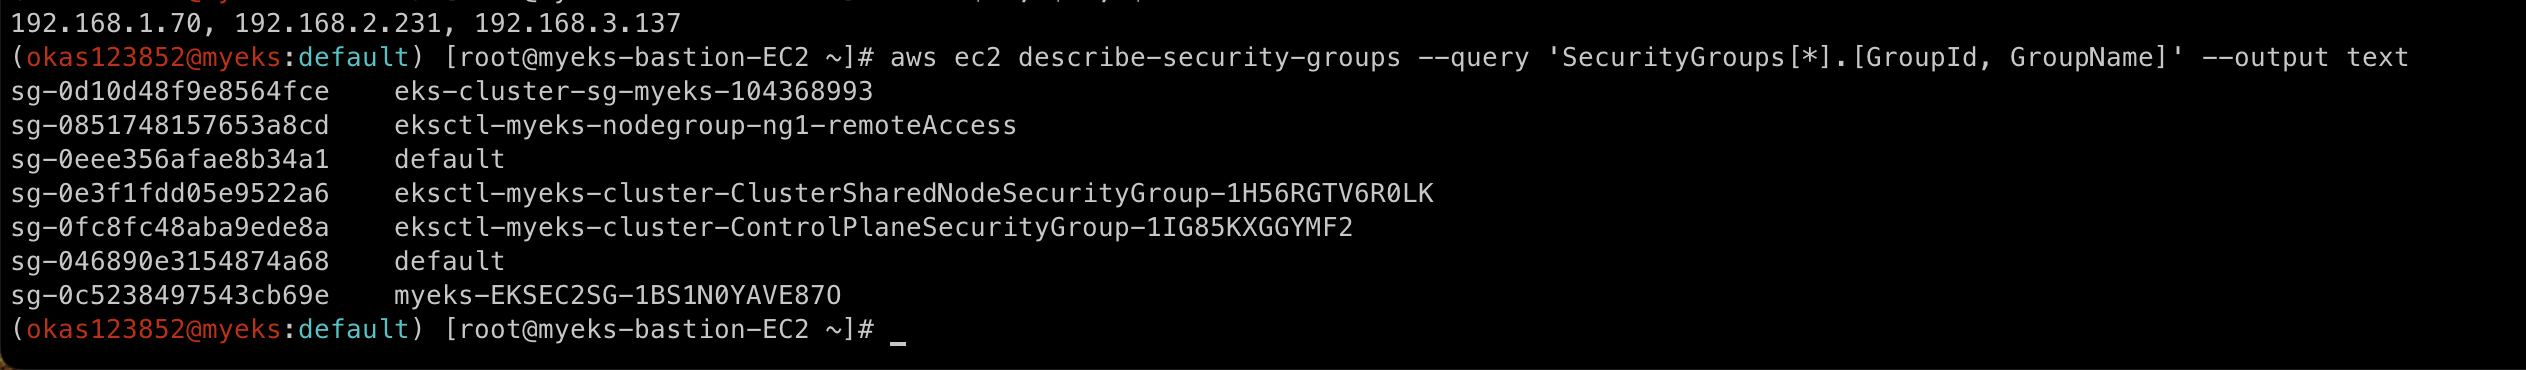 192.168.1.70, 192.168.2.231, 192.168.3.137
(okas123852@myeks:default) [root@myeks-bastion-EC2 ~]# aws ec2 describe-security-groups --query 'SecurityGroups[*].[GroupId, GroupName]' --output text
sg-0d10d48f9e8564fce    eks-cluster-sg-myeks-104368993
sg-0851748157653a8cd    eksctl-myeks-nodegroup-ng1-remoteAccess
sg-0eee356afae8b34a1    default
sg-0e3f1fdd05e9522a6    eksctl-myeks-cluster-ClusterSharedNodeSecurityGroup-1H56RGTV6R0LK
sg-0fc8fc48aba9ede8a    eksctl-myeks-cluster-ControlPlaneSecurityGroup-1IG85KXGGYMF2
sg-046890e3154874a68    default
sg-0c5238497543cb69e    myeks-EKSEC2SG-1BS1N0YAVE87O
(okas123852@myeks:default) [root@myeks-bastion-EC2 ~]# _